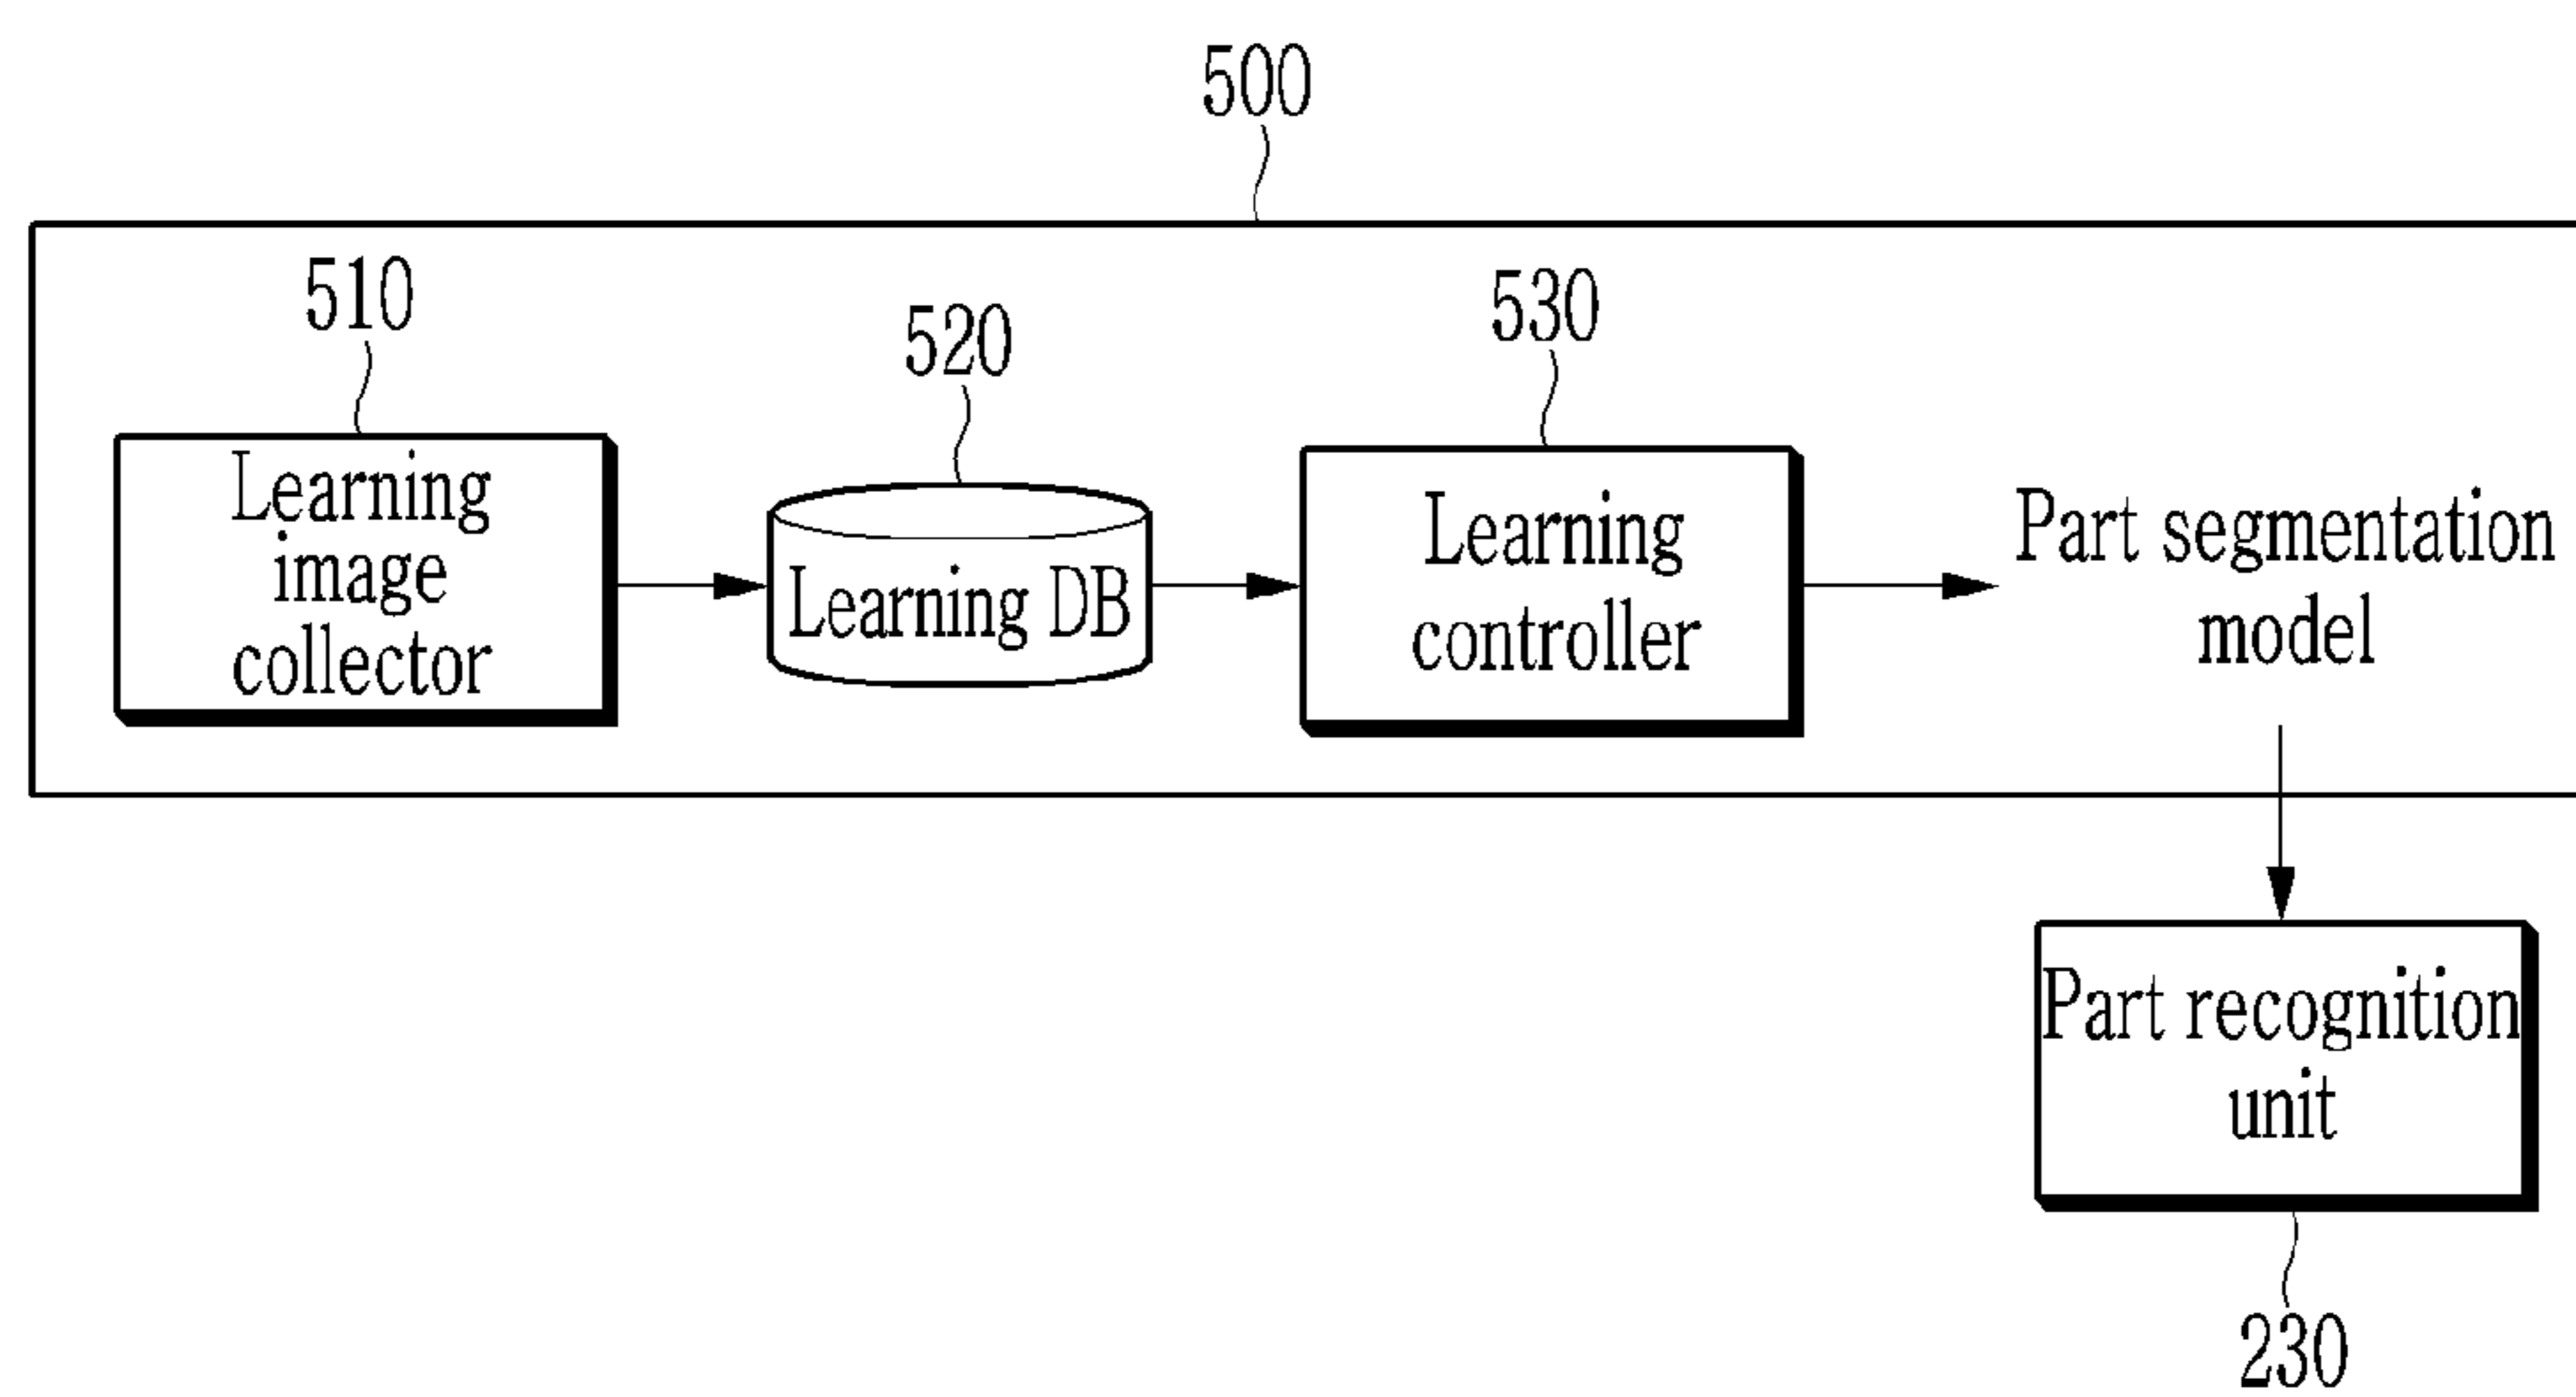 500
510
520
530
Learning
image
collector
Learning DB
Learning
controller
Part segmentation
model
Part recognition
unit
230